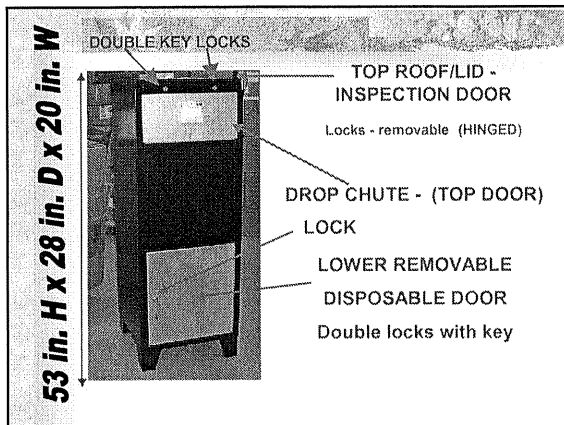 53 in. H x 28 in. D x 20 in. W
DOUBLE KEY LOCKS
TOP ROOF/LID -
INSPECTION DOOR
Locks - removable (HINGED)
DROP CHUTE - (TOP DOOR)
LOCK
LOWER REMOVABLE
DISPOSABLE DOOR
Double locks with key